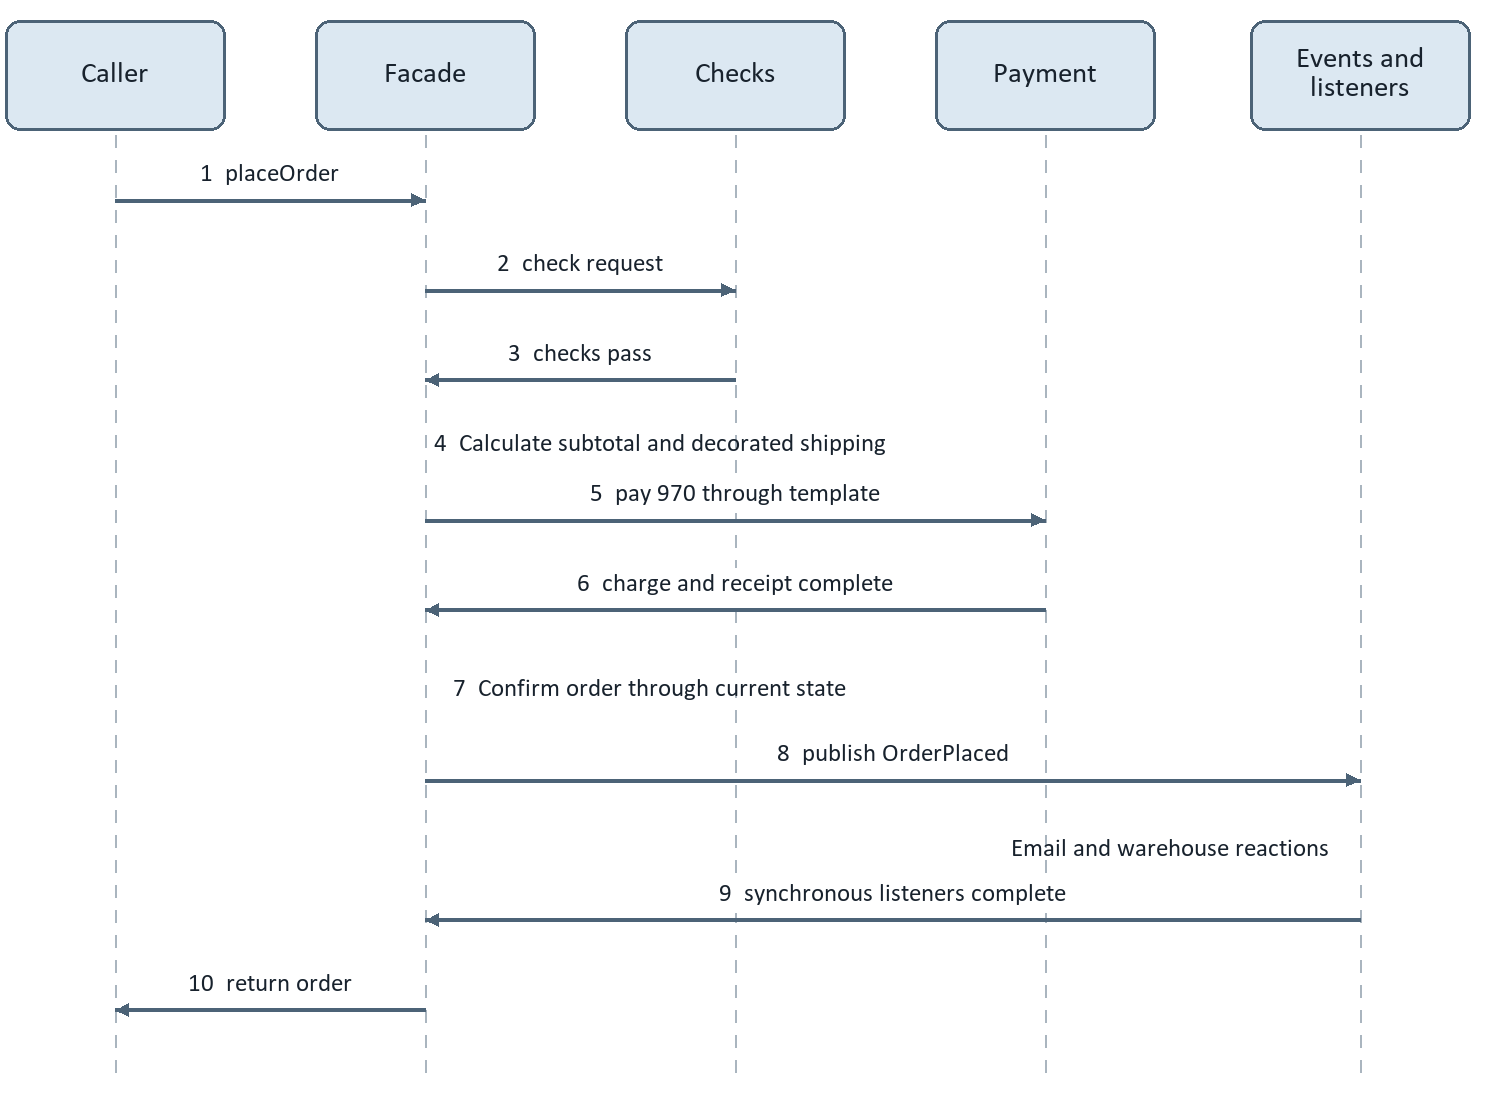 Caller
Facade
Checks
Payment
Events and
listeners
1 placeOrder
2 check request
3 checks pass
4 Calculate subtotal and decorated shipping
5 pay 970 through template
6 charge and receipt complete
7 Confirm order through current state
8 publish OrderPlaced
Email and warehouse reactions
9 synchronous listeners complete
10 return order